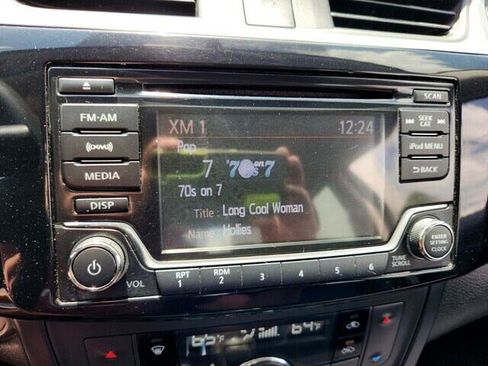 SCAN
FM·AM
XM 1 12:24
SEEK
CAT
Pop
'70s on 7
7
iPod MENU
MEDIA
70s on 7
BACK
Title : Long Cool Woman
DISP
Name : Hollies
ENTER
SETTING
CLOCK
VOL
RPT
1
RDM
2
3
4
5
6
TUNE
SCROLL
65°F
64°F